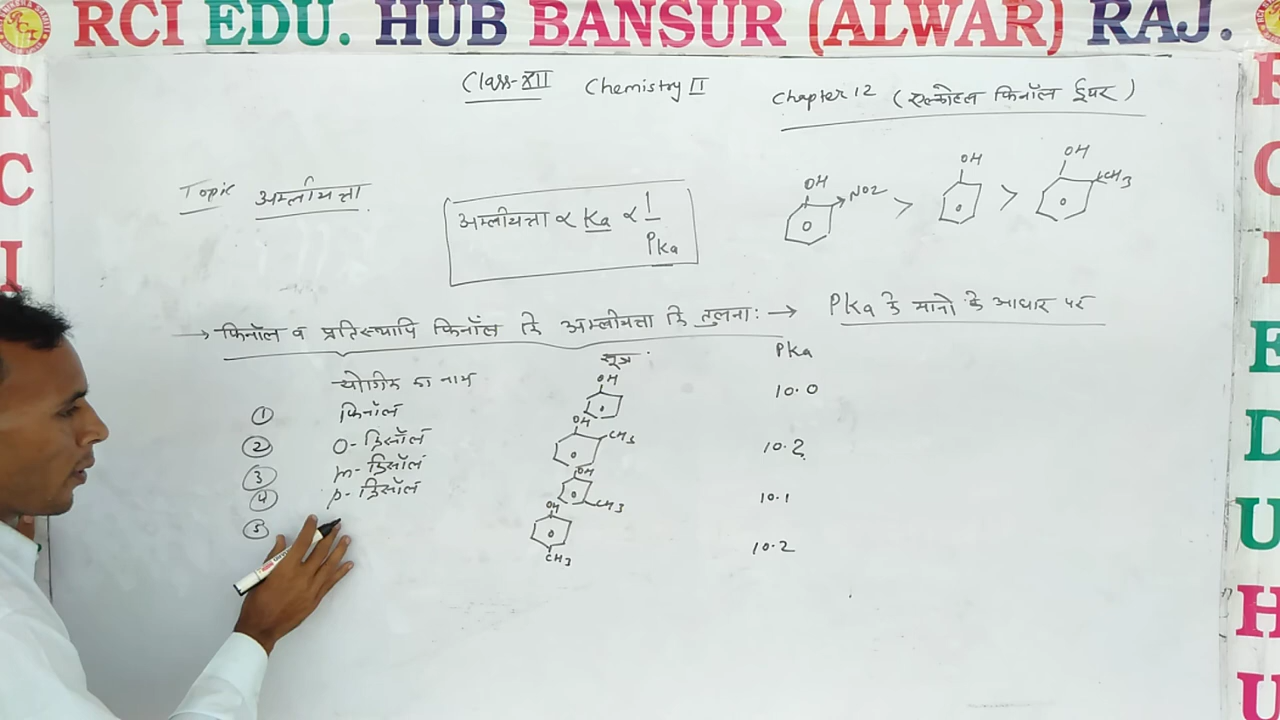 RCI EDU. HUB BANSUR (ALWAR) RAJ.
Class-XII Chemistry II Chapter 12 (एल्कोहल फिनॉल ईथर)
Topic अम्लीयता
अम्लीयता ∝ Ka ∝ 1/Pka
OH NO2 > OH > OH CH3
→ फिनॉल व प्रतिस्थापि फिनॉल कि अम्लीयता कि तुलना: → Pka के मानो के आधार पर
यौगिक का नाम सूत्र Pka
① फिनॉल OH 10.0
② o-क्रिसॉल OH CH3 10.2
③ m-क्रिसॉल OH CH3 10.1
④ p-क्रिसॉल OH CH3 10.2
⑤
R
C
I
R
C
I
E
D
U
H
U